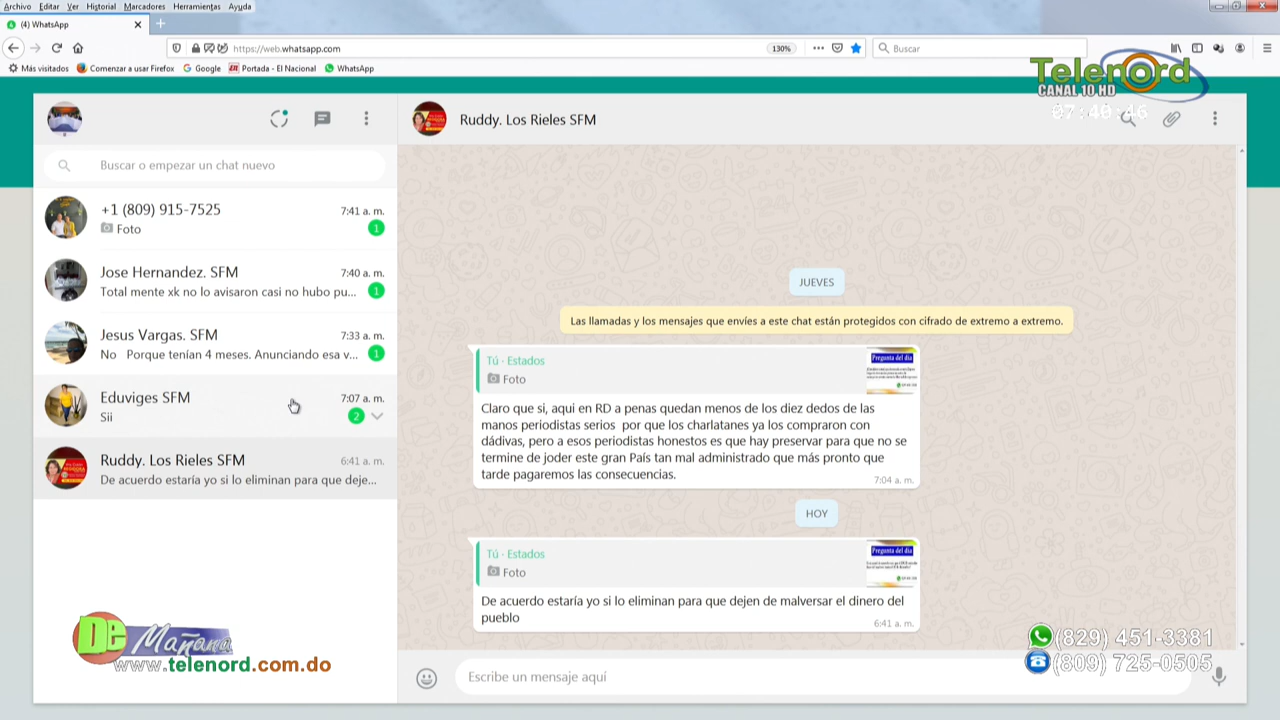 Archivo Editar Ver Historial Marcadores Herramientas Ayuda
(4) WhatsApp
https://web.whatsapp.com
130%
Buscar
Más visitados Comenzar a usar Firefox Google Portada - El Nacional WhatsApp
Telenord
CANAL 10.HD
07:40:46
Ruddy. Los Rieles SFM
Buscar o empezar un chat nuevo
+1 (809) 915-7525 7:41 a. m.
Foto 1
Jose Hernandez. SFM 7:40 a. m.
Total mente xk no lo avisaron casi no hubo pu... 1
Jesus Vargas. SFM 7:33 a. m.
No Porque tenían 4 meses. Anunciando esa v... 1
Eduviges SFM 7:07 a. m.
Sii 2
Ruddy. Los Rieles SFM 6:41 a. m.
De acuerdo estaría yo si lo eliminan para que deje...
JUEVES
Las llamadas y los mensajes que envíes a este chat están protegidos con cifrado de extremo a extremo.
Tú · Estados
Foto
Pregunta del dia
Claro que si, aqui en RD a penas quedan menos de los diez dedos de las
manos periodistas serios por que los charlatanes ya los compraron con
dádivas, pero a esos periodistas honestos es que hay preservar para que no se
termine de joder este gran País tan mal administrado que más pronto que
tarde pagaremos las consecuencias.
7:04 a. m.
HOY
Tú · Estados
Foto
Pregunta del dia
De acuerdo estaría yo si lo eliminan para que dejen de malversar el dinero del
pueblo
6:41 a. m.
Escribe un mensaje aquí
De Mañana
www.telenord.com.do
(829) 451-3381
(809) 725-0505